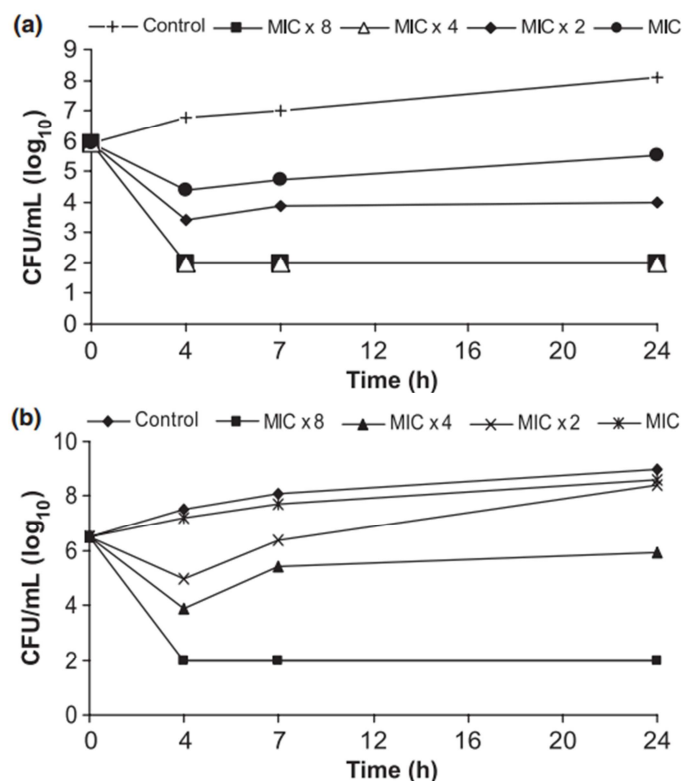 (a) Control MIC x 8 MIC x 4 MIC x 2 MIC
10
9
8
7
6
5
4
3
2
1
0
CFU/mL (log10)
0 4 7 12 16 20 24
Time (h)
(b) Control MIC x 8 MIC x 4 MIC x 2 MIC
10
8
6
4
2
0
CFU/mL (log10)
0 4 7 12 16 20 24
Time (h)